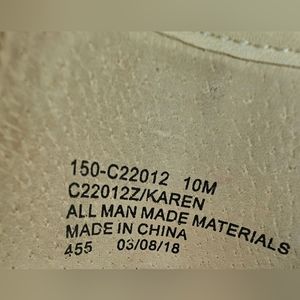 150-C22012 10M
C22012Z/KAREN
ALL MAN MADE MATERIALS
MADE IN CHINA
455 03/08/18